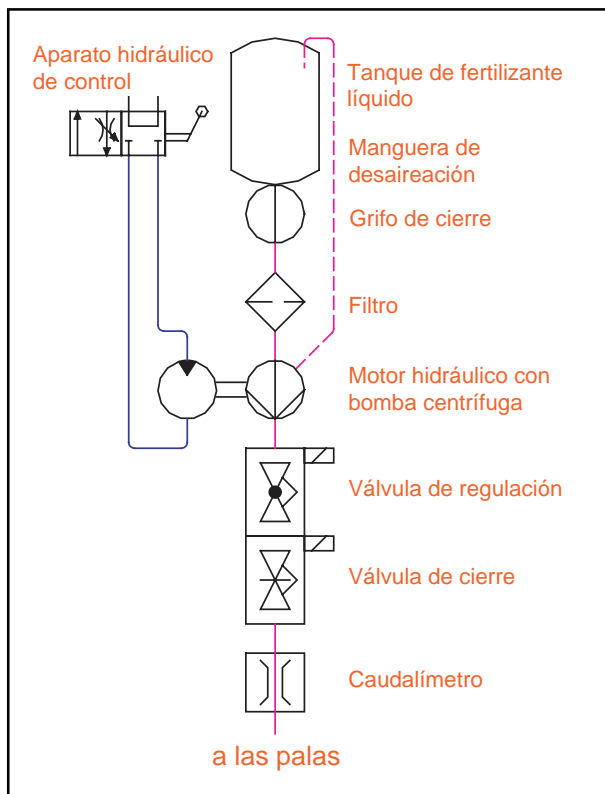 Aparato hidráulico
de control
Tanque de fertilizante
líquido
Manguera de
desaireación
Grifo de cierre
Filtro
Motor hidráulico con
bomba centrífuga
Válvula de regulación
Válvula de cierre
Caudalímetro
a las palas